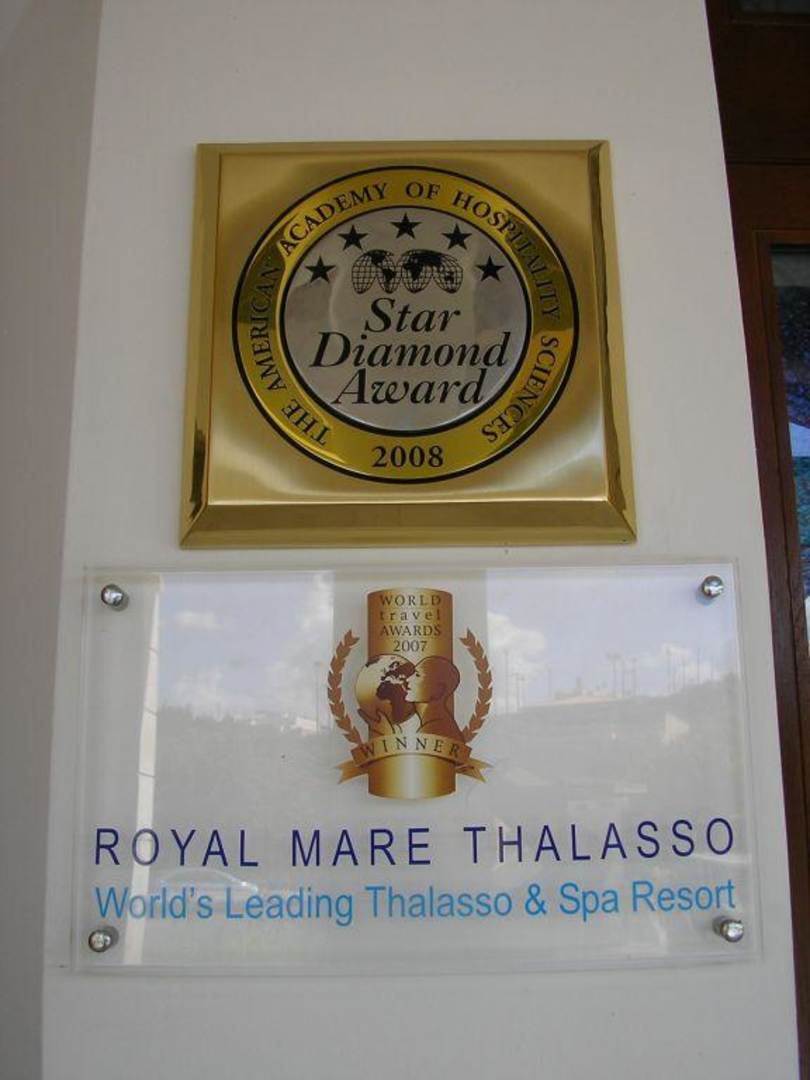 THE AMERICAN ACADEMY OF HOSPITALITY SCIENCES
Star
Diamond
Award
2008
WORLD
travel
AWARDS
2007
WINNER
ROYAL MARE THALASSO
World's Leading Thalasso & Spa Resort